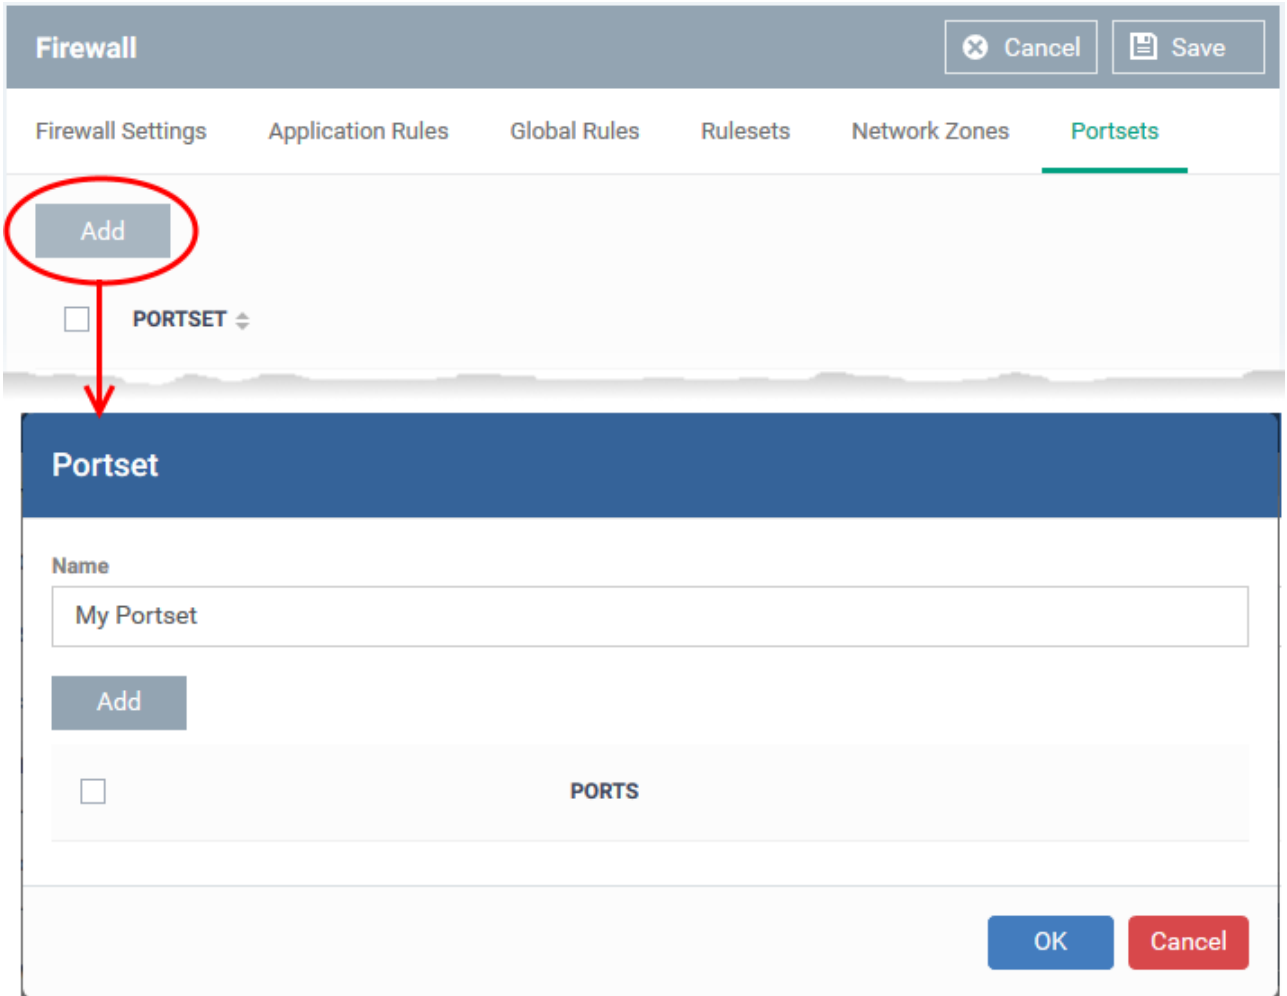 Firewall Cancel Save
Firewall Settings Application Rules Global Rules Rulesets Network Zones Portsets
Add
PORTSET
Portset
Name
My Portset
Add
PORTS
OK Cancel